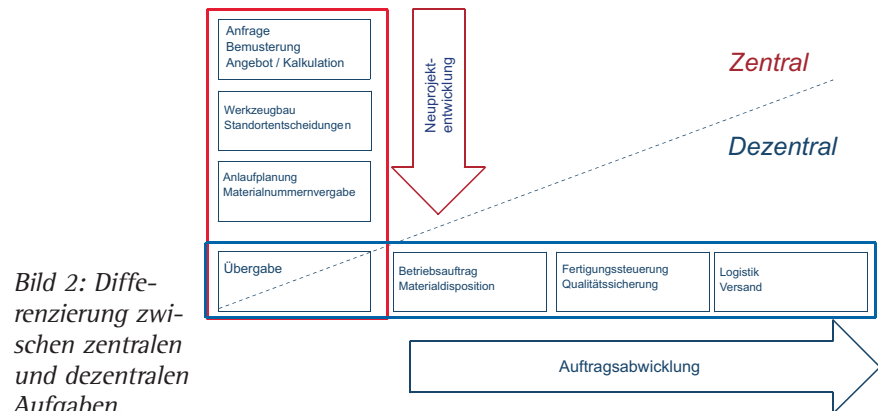 Anfrage
Bemusterung
Angebot / Kalkulation
Werkzeugbau
Standortentscheidungen
Anlaufplanung
Materialnummernvergabe
Neuprojekt-
entwicklung
Zentral
Dezentral
Übergabe
Betriebsauftrag
Materialdisposition
Fertigungssteuerung
Qualitätssicherung
Logistik
Versand
Auftragsabwicklung
Bild 2: Diffe-
renzierung zwi-
schen zentralen
und dezentralen
Aufgaben